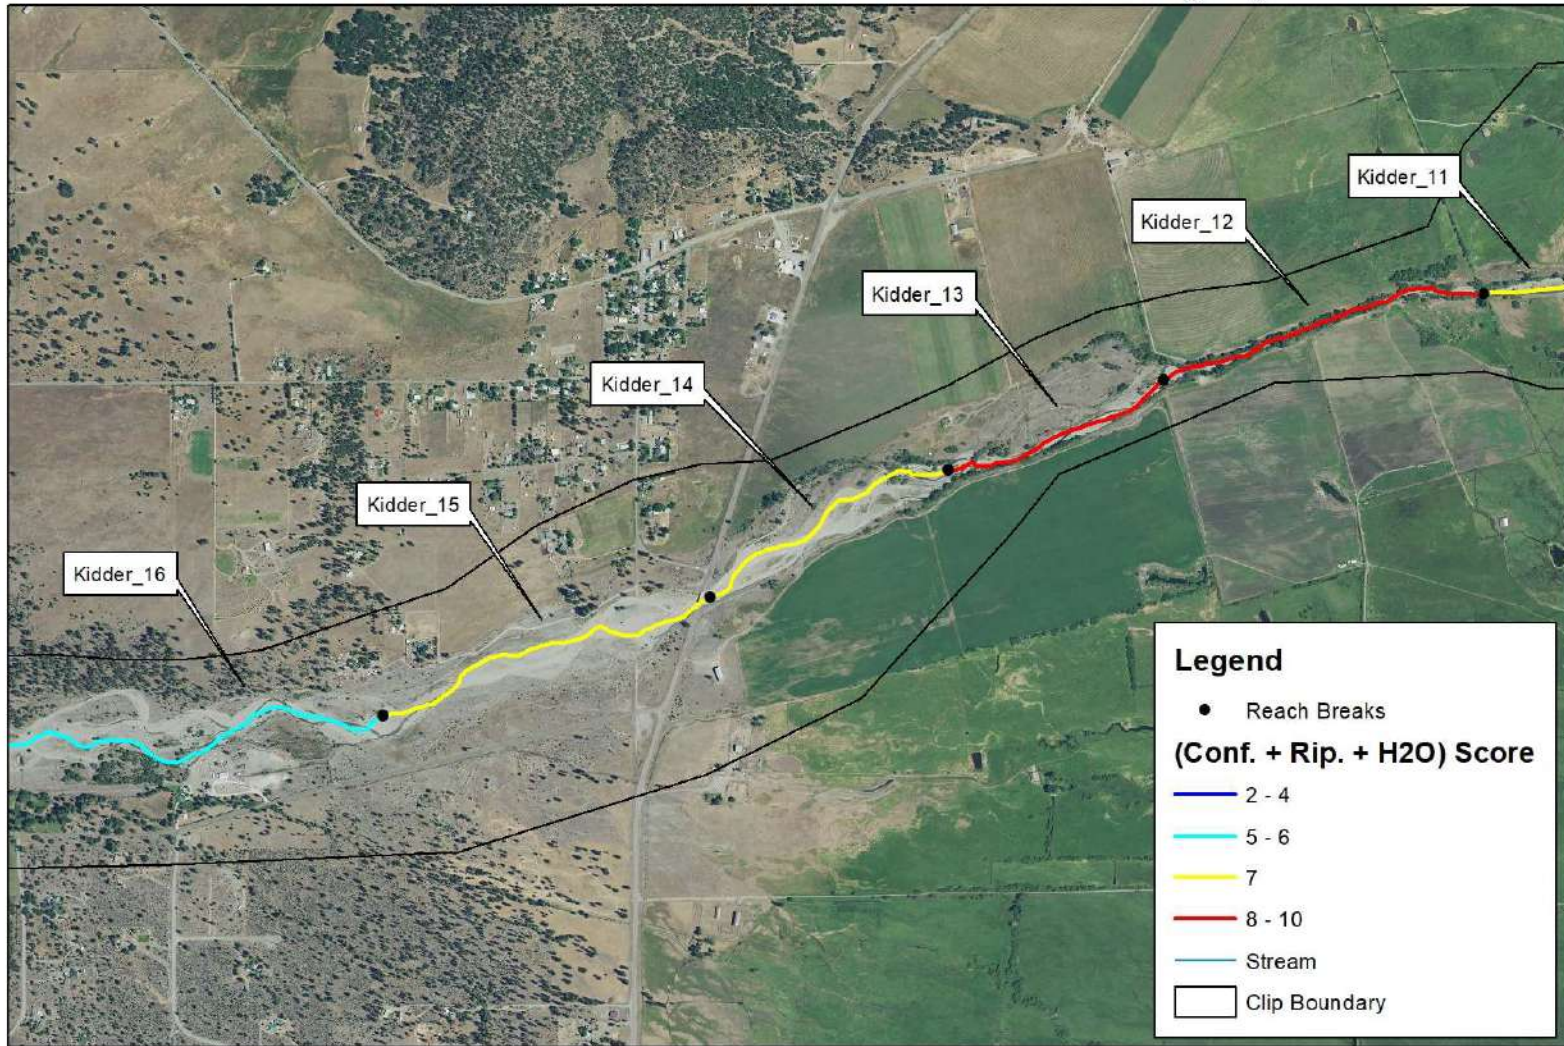 Kidder_11
Kidder_12
Kidder_13
Kidder_14
Kidder_15
Kidder_16
Legend
Reach Breaks
(Conf. + Rip. + H2O) Score
2 - 4
5 - 6
7
8 - 10
Stream
Clip Boundary